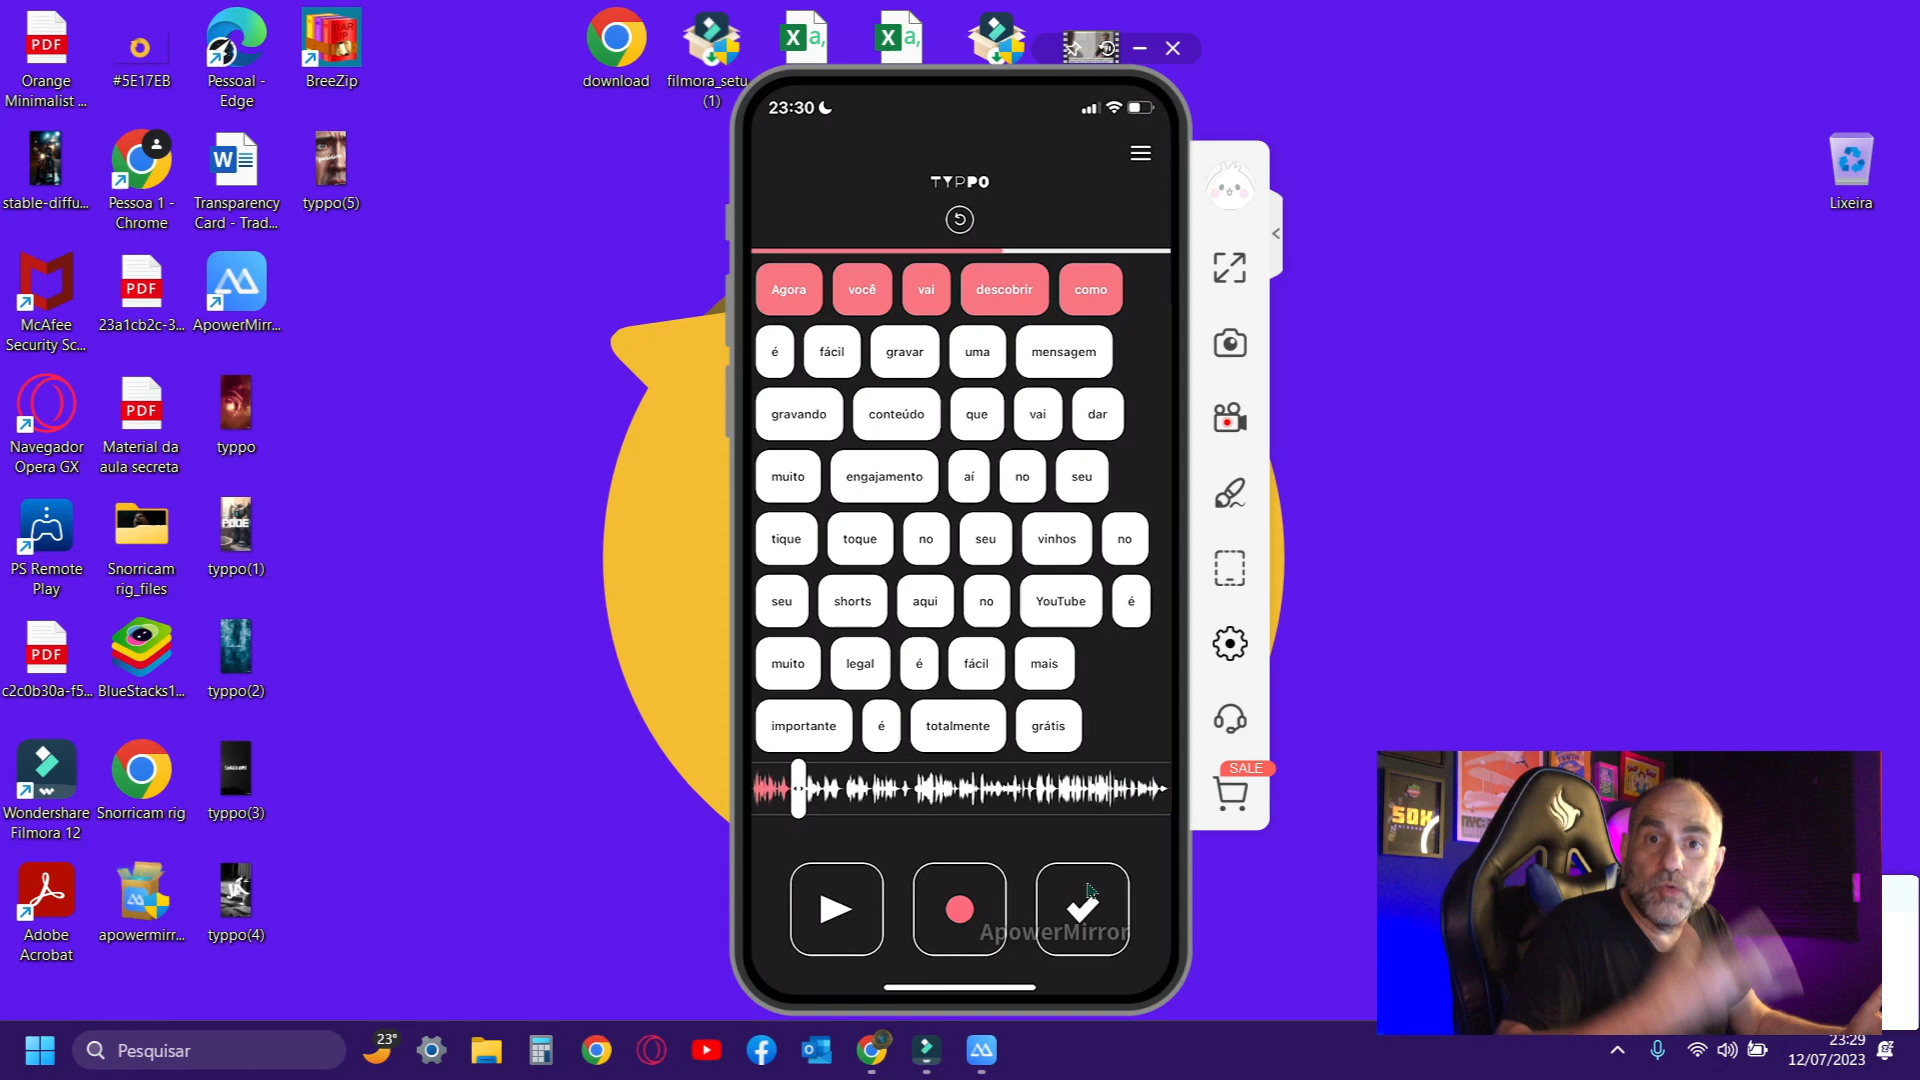 PDF
Orange
Minimalist ...
#5E17EB
Pessoal -
Edge
BreeZip
download
filmora_setu...
(1)
a,
a,
stable-diffu...
Pessoa 1 -
Chrome
W
Transparency
Card - Trad...
typpo(5)
Lixeira
McAfee
Security Sc...
PDF
23a1cb2c-3...
ApowerMirr...
Navegador
Opera GX
PDF
Material da
aula secreta
typpo
PS Remote
Play
Snorricam
rig_files
typpo(1)
PDF
c2c0b30a-f5...
BlueStacks1...
typpo(2)
Wondershare
Filmora 12
Snorricam rig
typpo(3)
Adobe
Acrobat
apowermirr...
typpo(4)
23:30
TYPPO
Agora você vai descobrir como
é fácil gravar uma mensagem
gravando conteúdo que vai dar
muito engajamento aí no seu
tique toque no seu vinhos no
seu shorts aqui no YouTube é
muito legal é fácil mais
importante é totalmente grátis
ApowerMirror
SALE
Pesquisar
23°
23:29
12/07/2023